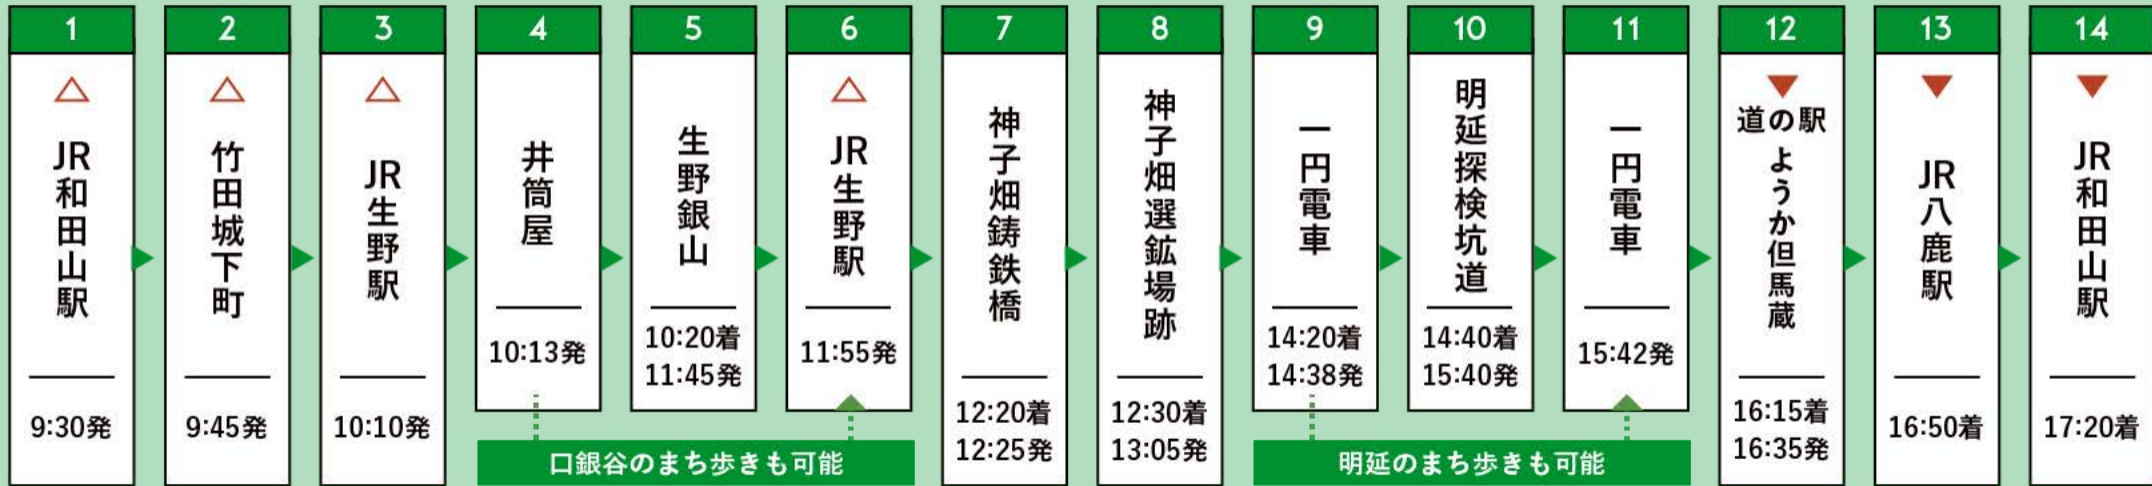 1
△
JR和田山駅
9:30発
2
△
竹田城下町
9:45発
3
△
JR生野駅
10:10発
4
井筒屋
10:13発
5
生野銀山
10:20着
11:45発
6
△
JR生野駅
11:55発
口銀谷のまち歩きも可能
7
神子畑鋳鉄橋
12:20着
12:25発
8
神子畑選鉱場跡
12:30着
13:05発
9
一円電車
14:20着
14:38発
10
明延探検坑道
14:40着
15:40発
11
一円電車
15:42発
明延のまち歩きも可能
12
▼
道の駅
ようか但馬蔵
16:15着
16:35発
13
▼
JR八鹿駅
16:50着
14
▼
JR和田山駅
17:20着